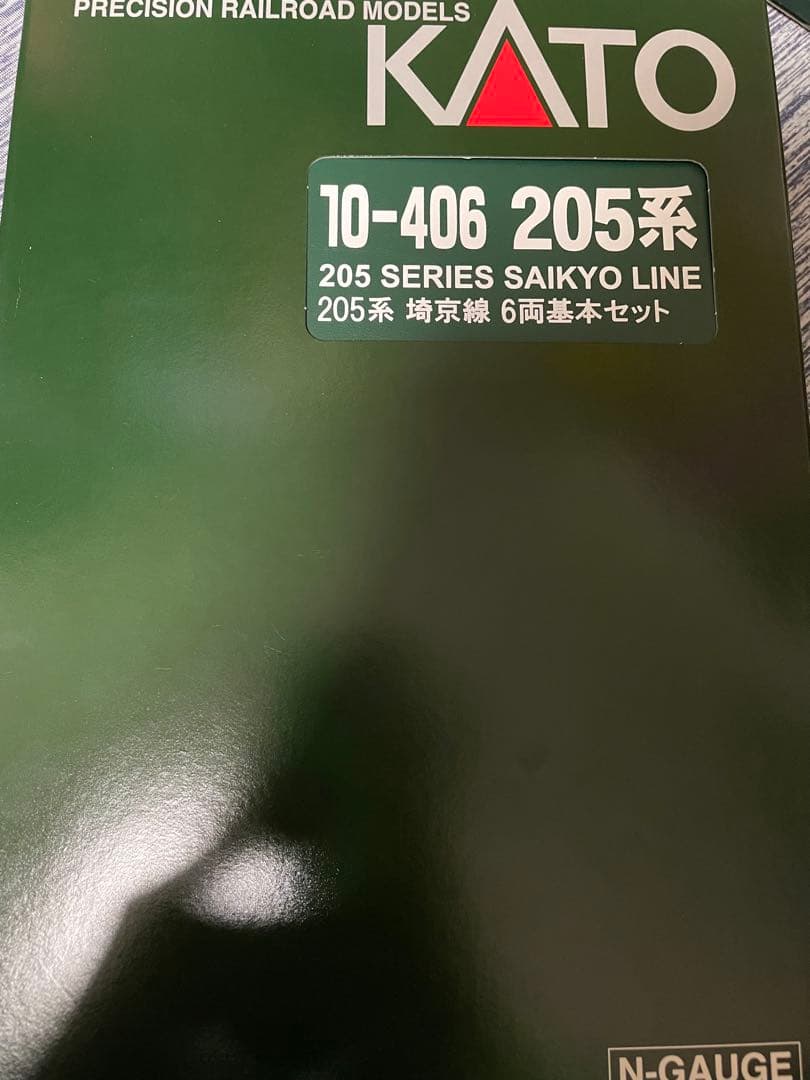 PRECISION RAILROAD MODELS
KATO
10-406 205系
205 SERIES SAIKYO LINE
205系 埼京線 6両基本セット
N-GAUGE